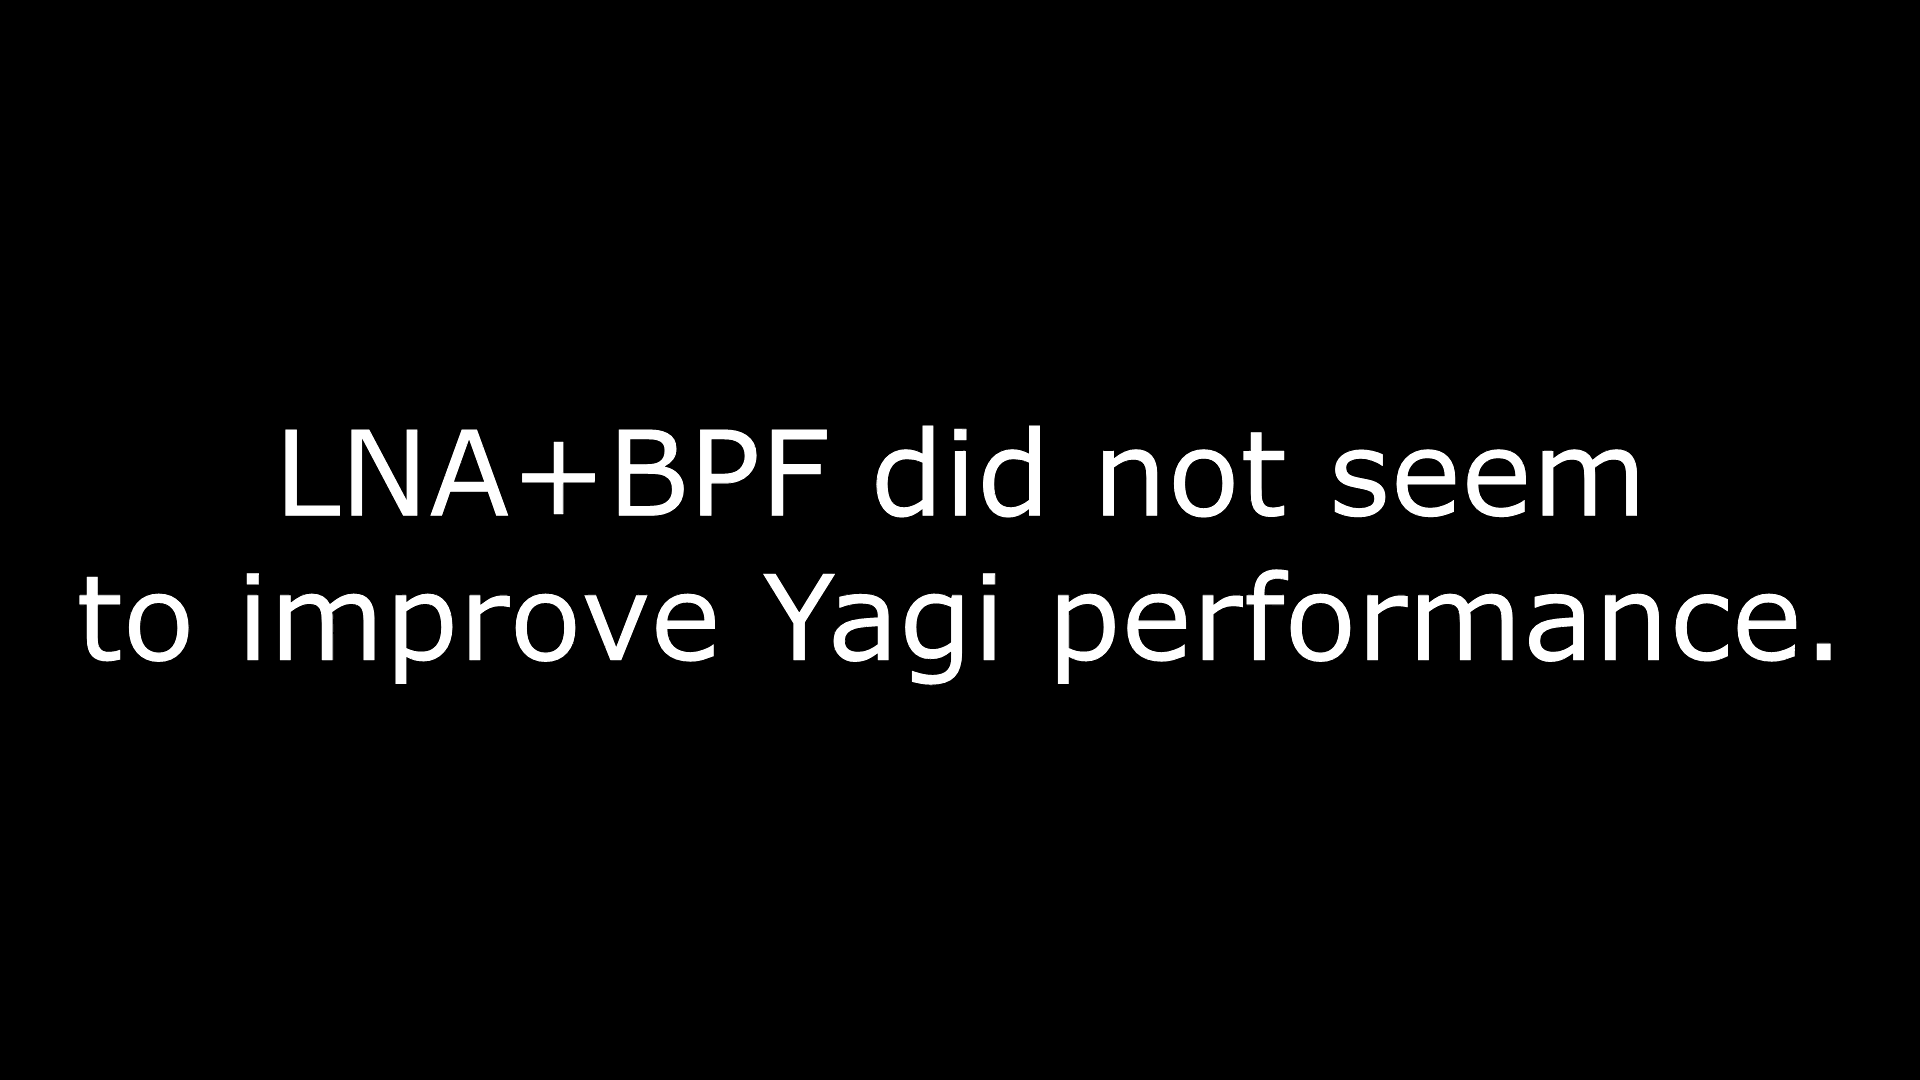 LNA+BPF did not seem
to improve Yagi performance.